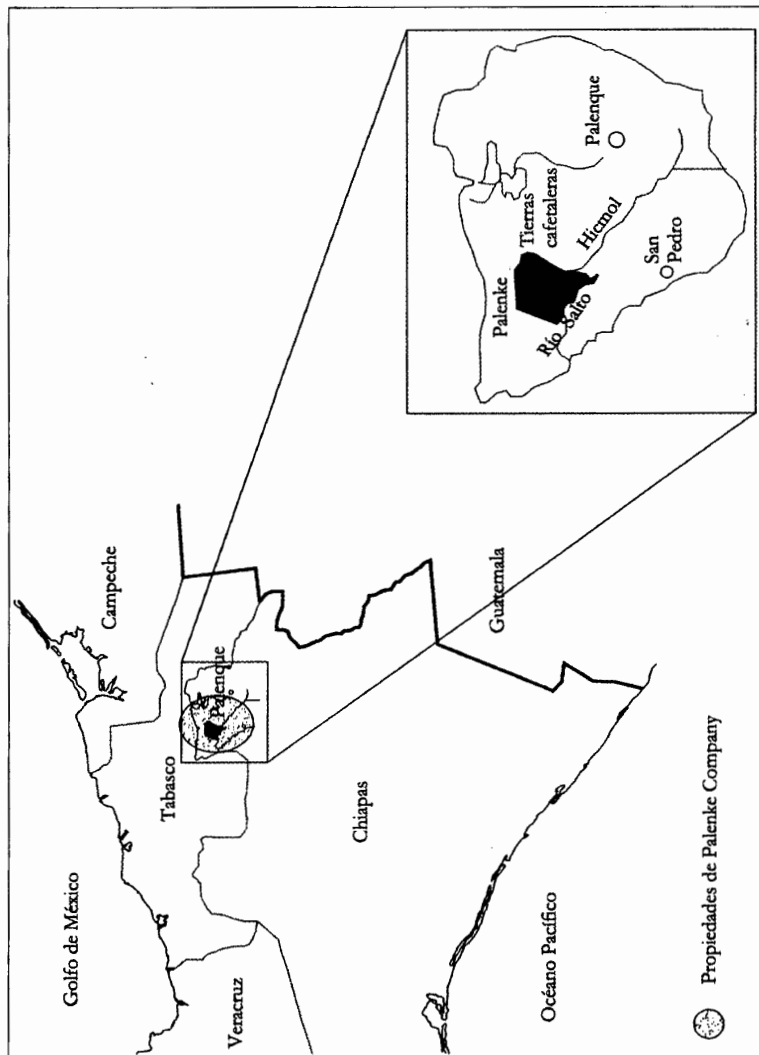 Golfo de México
Campeche
Tabasco
Veracruz
Palenque
Chiapas
Guatemala
Océano Pacífico
Propiedades de Palenke Company
Palenke
Tierras
cafetaleras
Palenque
Hicmol
Río Salto
San
Pedro